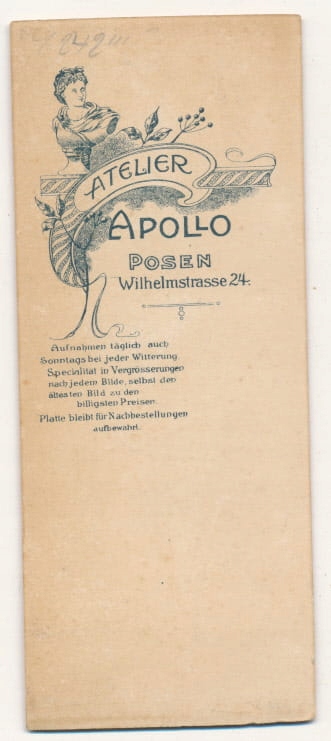 242
ATELIER
APOLLO
POSEN
Wilhelmstrasse 24.
Aufnahmen täglich auch
Sonntags bei jeder Witterung.
Specialität in Vergrösserungen
nach jedem Bilde, selbst den
ältesten Bild zu den
billigsten Preisen.
Platte bleibt für Nachbestellungen
aufbewahrt.